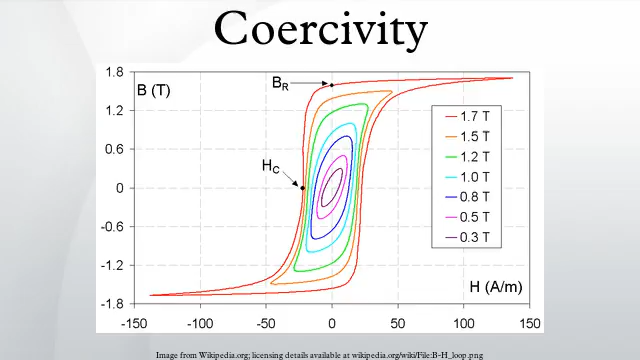 Coercivity
1.8
B (T)
BR
1.2
0.6
HC
0
-0.6
-1.2
-1.8
1.7 T
1.5 T
1.2 T
1.0 T
0.8 T
0.5 T
0.3 T
H (A/m)
-150 -100 -50 0 50 100 150
Image from Wikipedia.org; licensing details available at wikipedia.org/wiki/File:B-H_loop.png